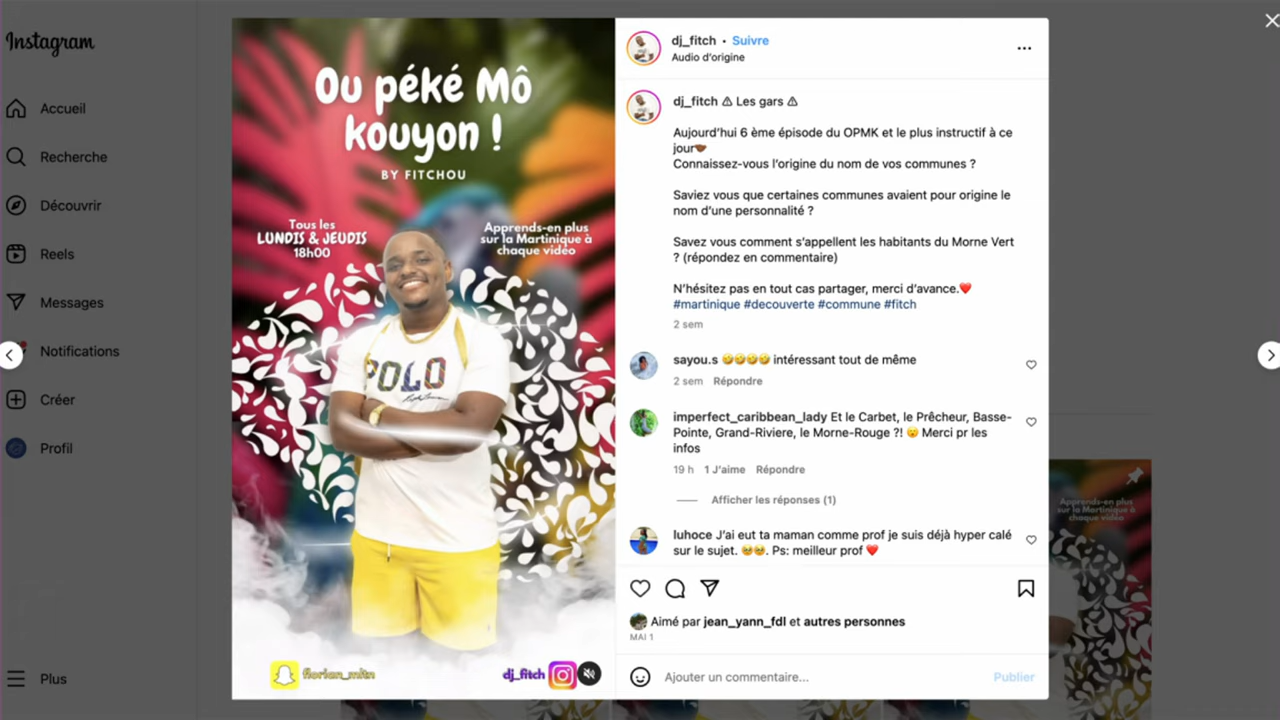 Instagram
Accueil
Recherche
Découvrir
Reels
Messages
Notifications
Créer
Profil
Plus
Ou péké Mô
kouyon !
BY FITCHOU
Tous les
LUNDIS & JEUDIS
18h00
Apprends-en plus
sur la Martinique à
chaque vidéo
POLO
florian_mltn
dj_fitch
dj_fitch • Suivre
Audio d'origine
dj_fitch ⚠ Les gars ⚠
Aujourd'hui 6 ème épisode du OPMK et le plus instructif à ce
jour🤎
Connaissez-vous l'origine du nom de vos communes ?
Saviez vous que certaines communes avaient pour origine le
nom d'une personnalité ?
Savez vous comment s'appellent les habitants du Morne Vert
? (répondez en commentaire)
N'hésitez pas en tout cas partager, merci d'avance.❤️
#martinique #decouverte #commune #fitch
2 sem
sayou.s 🤣🤣🤣🤣 intéressant tout de même
2 sem Répondre
imperfect_caribbean_lady Et le Carbet, le Prêcheur, Basse-
Pointe, Grand-Riviere, le Morne-Rouge ?! 😢 Merci pr les
infos
19 h 1 J'aime Répondre
Afficher les réponses (1)
luhoce J'ai eut ta maman comme prof je suis déjà hyper calé
sur le sujet. 🥹🥹. Ps: meilleur prof ❤️
Aimé par jean_yann_fdl et autres personnes
MAI 1
Ajouter un commentaire...
Publier
Apprends-en plus
sur la Martinique à
chaque vidéo